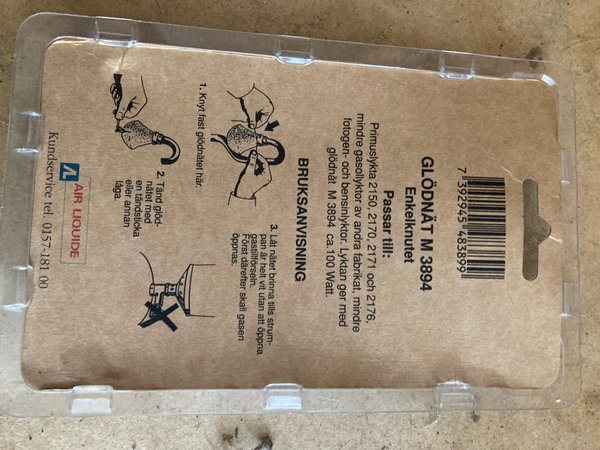 7 392945 483899
GLÖDNÄT M 3894
Enkelknutet
Passar till:
Primuslykta 2150, 2170, 2171 och 2176,
mindre gasollyktor av andra fabrikat, mindre
fotogen- och bensinlyktor. Lyktan ger med
glödnät M 3894 ca 100 Watt.
BRUKSANVISNING
1. Knyt fast glödnätet här.
2. Tänd glöd-
nätet med
en tändsticka
eller annan
låga.
3. Låt nätet brinna tills strum-
pan är helt vit utan att öppna
gastillförseln.
Först därefter skall gasen
öppnas.
AIR LIQUIDE
Kundservice tel. 0157-181 00